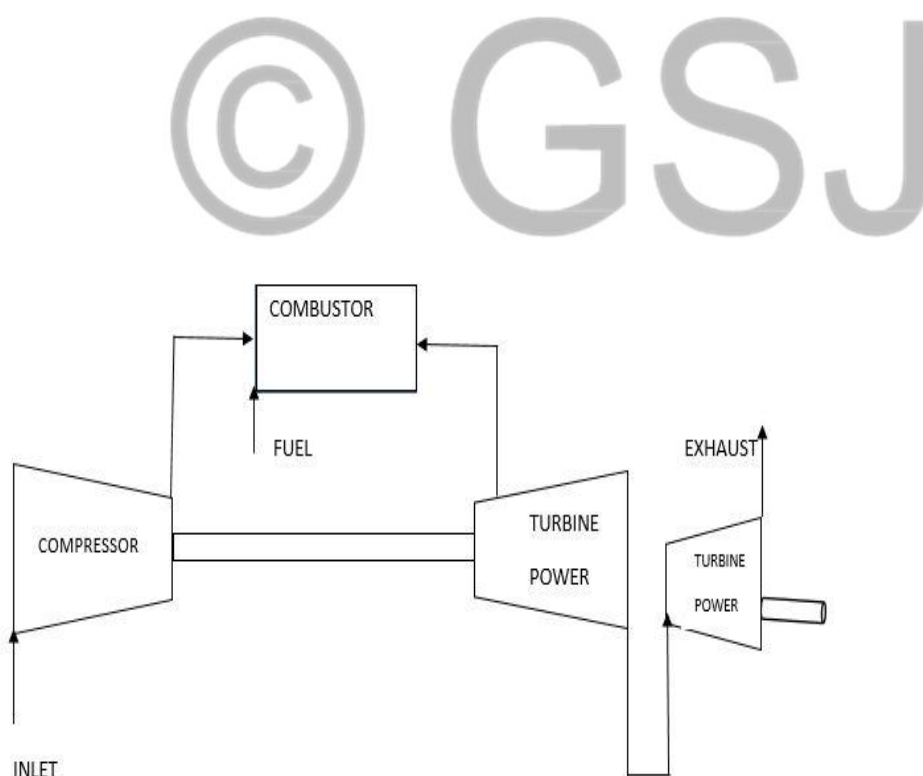 © GSJ
COMBUSTOR
FUEL
EXHAUST
COMPRESSOR
TURBINE
POWER
TURBINE
POWER
INLET